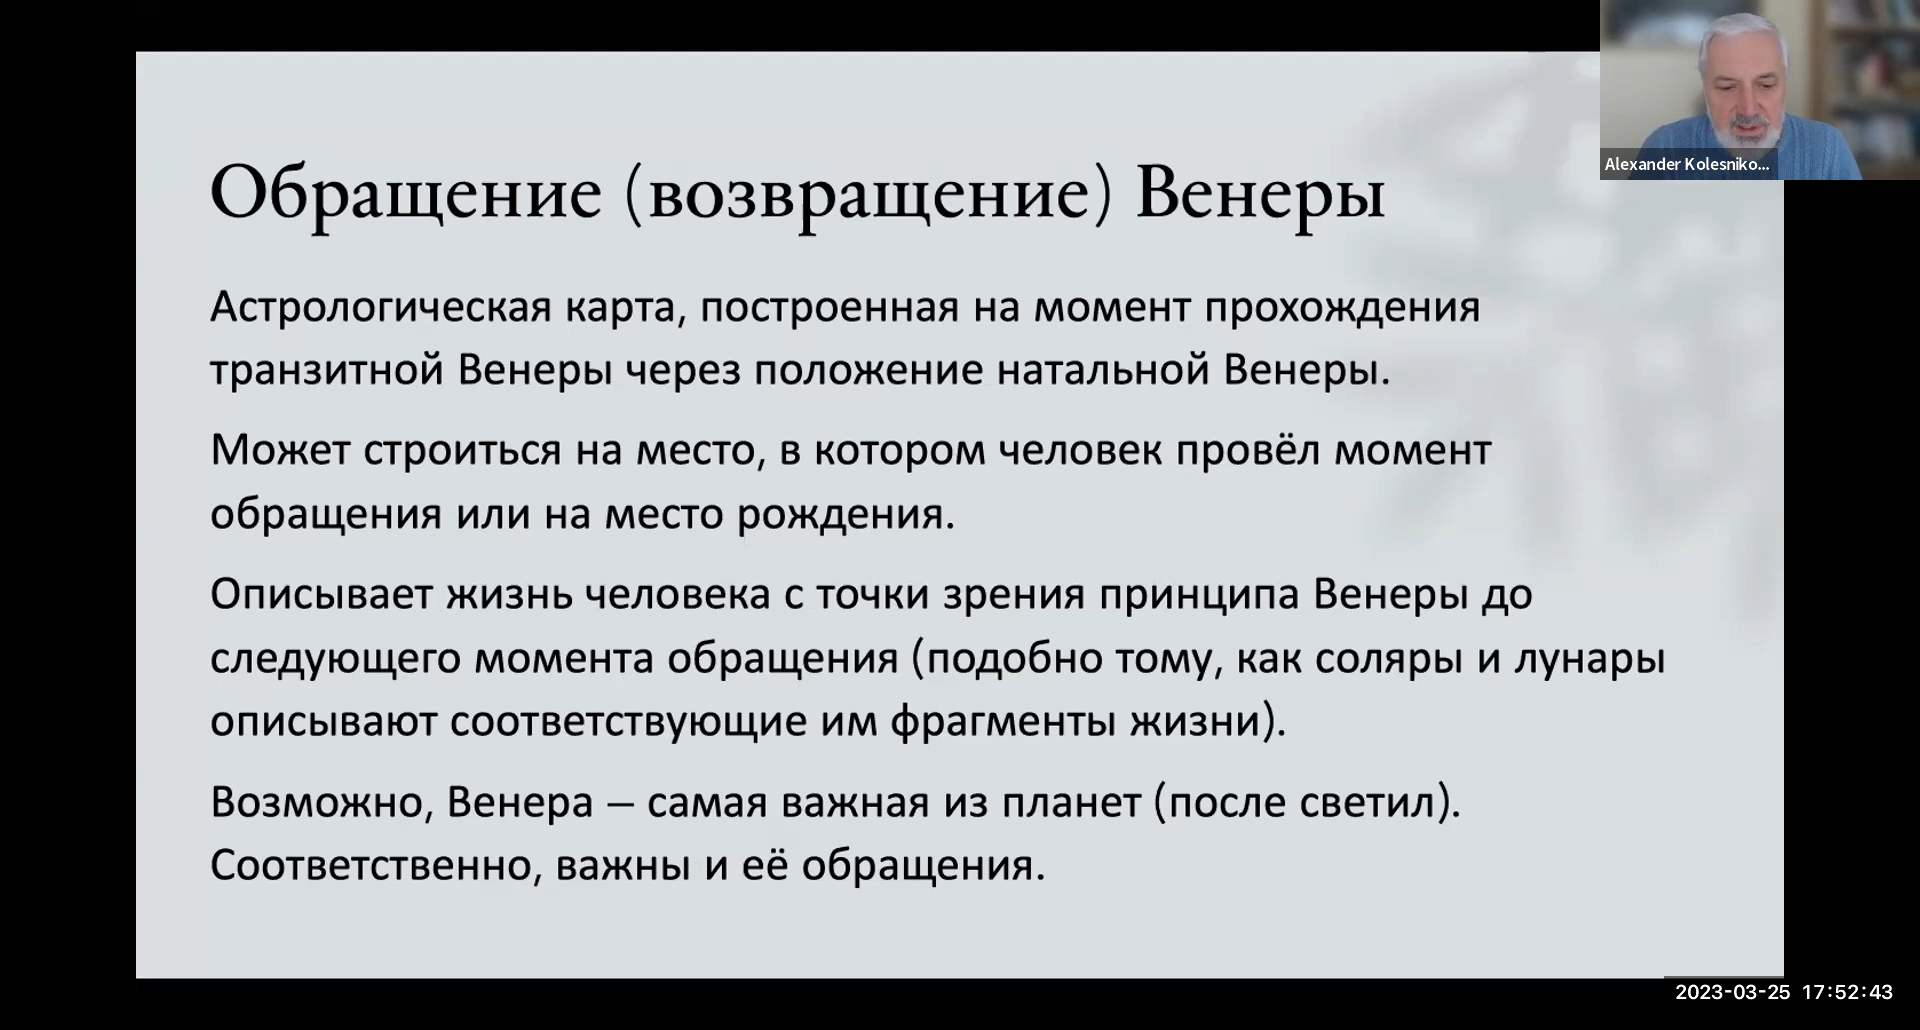 Alexander Kolesniko...
Обращение (возвращение) Венеры
Астрологическая карта, построенная на момент прохождения
транзитной Венеры через положение натальной Венеры.
Может строиться на место, в котором человек провёл момент
обращения или на место рождения.
Описывает жизнь человека с точки зрения принципа Венеры до
следующего момента обращения (подобно тому, как соляры и лунары
описывают соответствующие им фрагменты жизни).
Возможно, Венера – самая важная из планет (после светил).
Соответственно, важны и её обращения.
2023-03-25 17:52:43